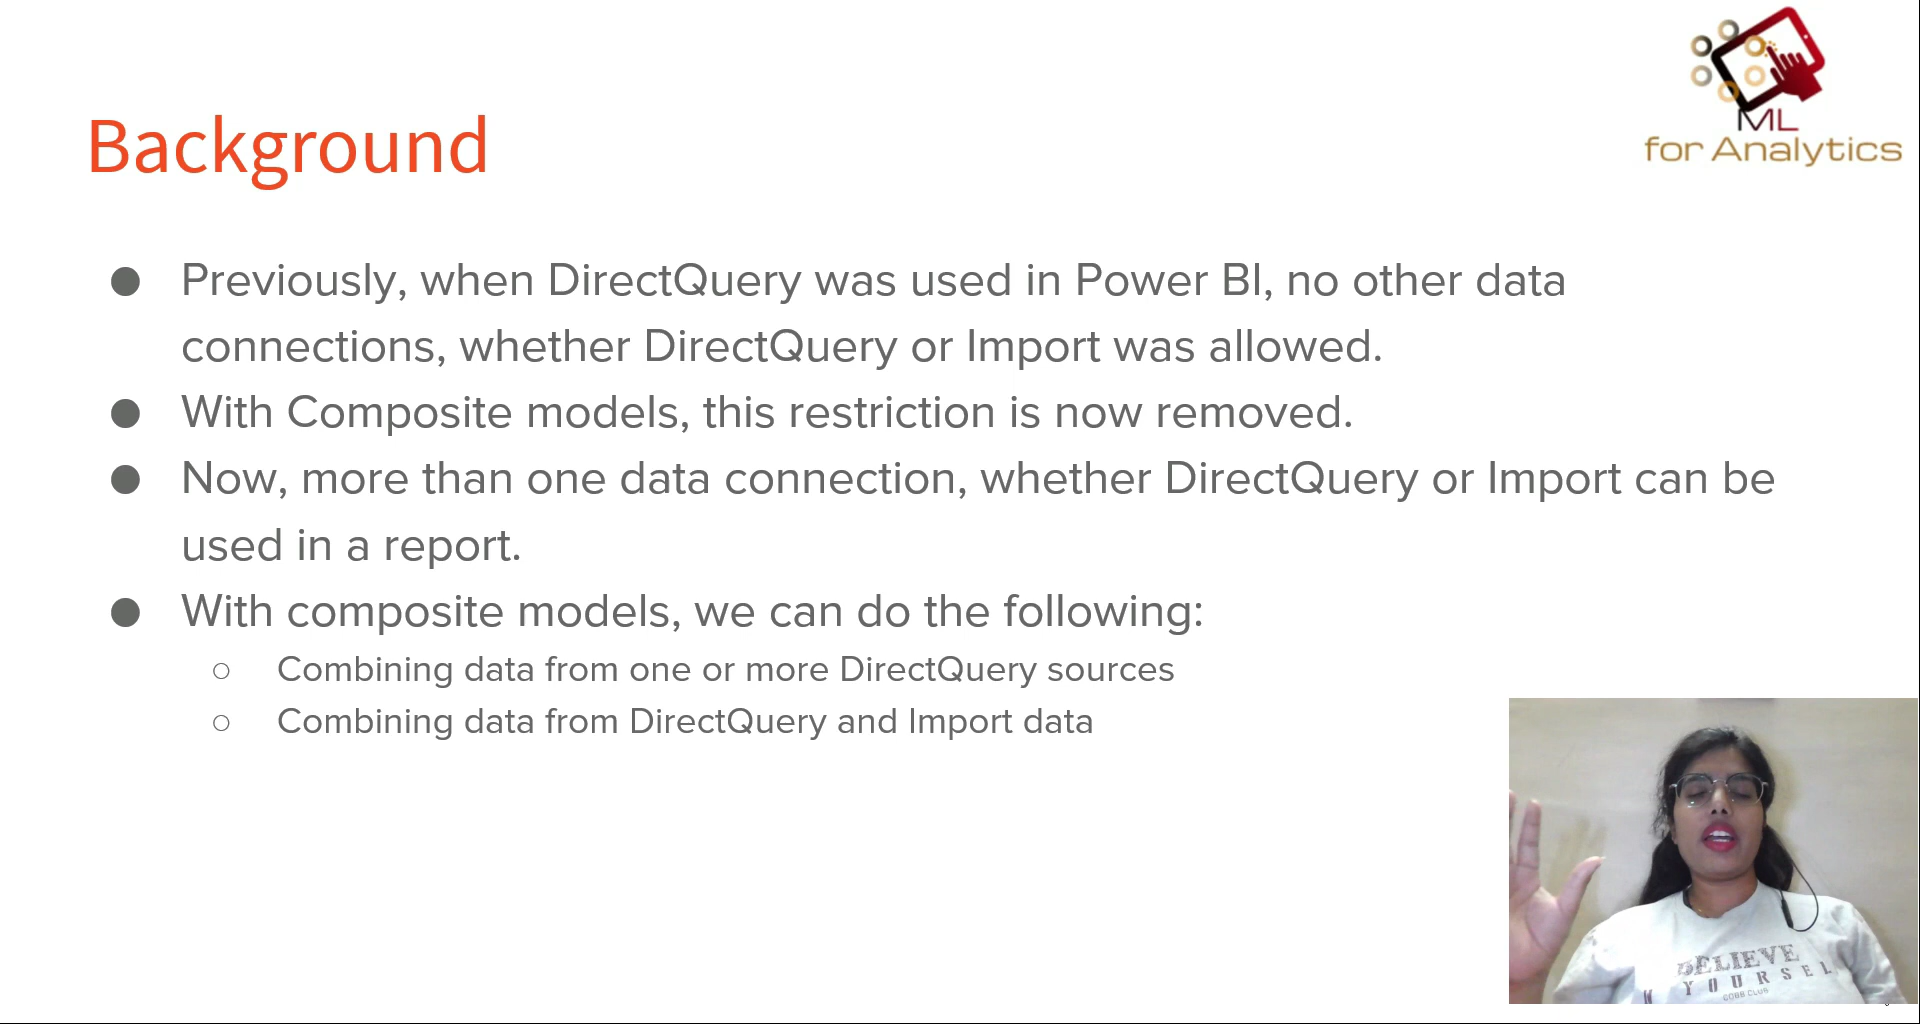 ML
for Analytics
Background
● Previously, when DirectQuery was used in Power BI, no other data
connections, whether DirectQuery or Import was allowed.
● With Composite models, this restriction is now removed.
● Now, more than one data connection, whether DirectQuery or Import can be
used in a report.
● With composite models, we can do the following:
○ Combining data from one or more DirectQuery sources
○ Combining data from DirectQuery and Import data
BELIEVE
YOURSEL